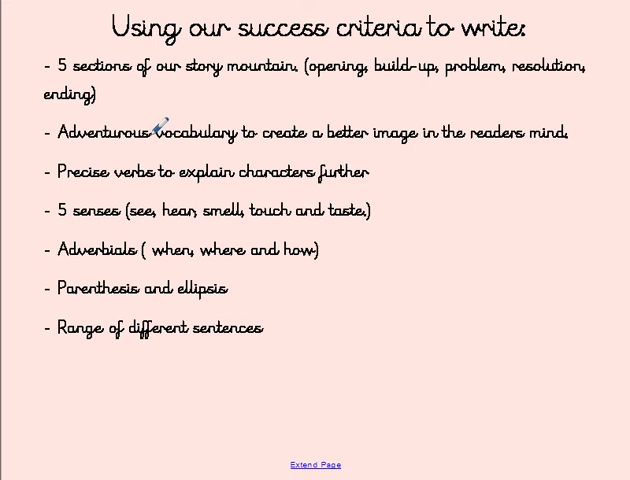 Using our success criteria to write:
- 5 sections of our story mountain. (opening, build-up, problem, resolution,
ending)
- Adventurous vocabulary to create a better image in the readers mind.
- Precise verbs to explain characters further
- 5 senses (see, hear, smell, touch and taste.)
- Adverbials ( when, where and how)
- Parenthesis and ellipsis
- Range of different sentences
Extend Page